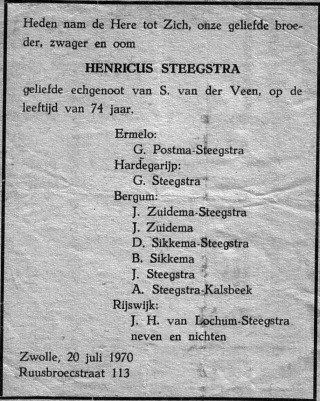 Heden nam de Here tot Zich, onze geliefde broe-
der, zwager en oom
HENRICUS STEEGSTRA
geliefde echgenoot van S. van der Veen, op de
leeftijd van 74 jaar.
Ermelo:
G. Postma-Steegstra
Hardegarijp:
G. Steegstra
Bergum:
J. Zuidema-Steegstra
J. Zuidema
D. Sikkema-Steegstra
B. Sikkema
J. Steegstra
A. Steegstra-Kalsbeek
Rijswijk:
J. H. van Lochum-Steegstra
neven en nichten
Zwolle, 20 juli 1970
Ruusbroecstraat 113